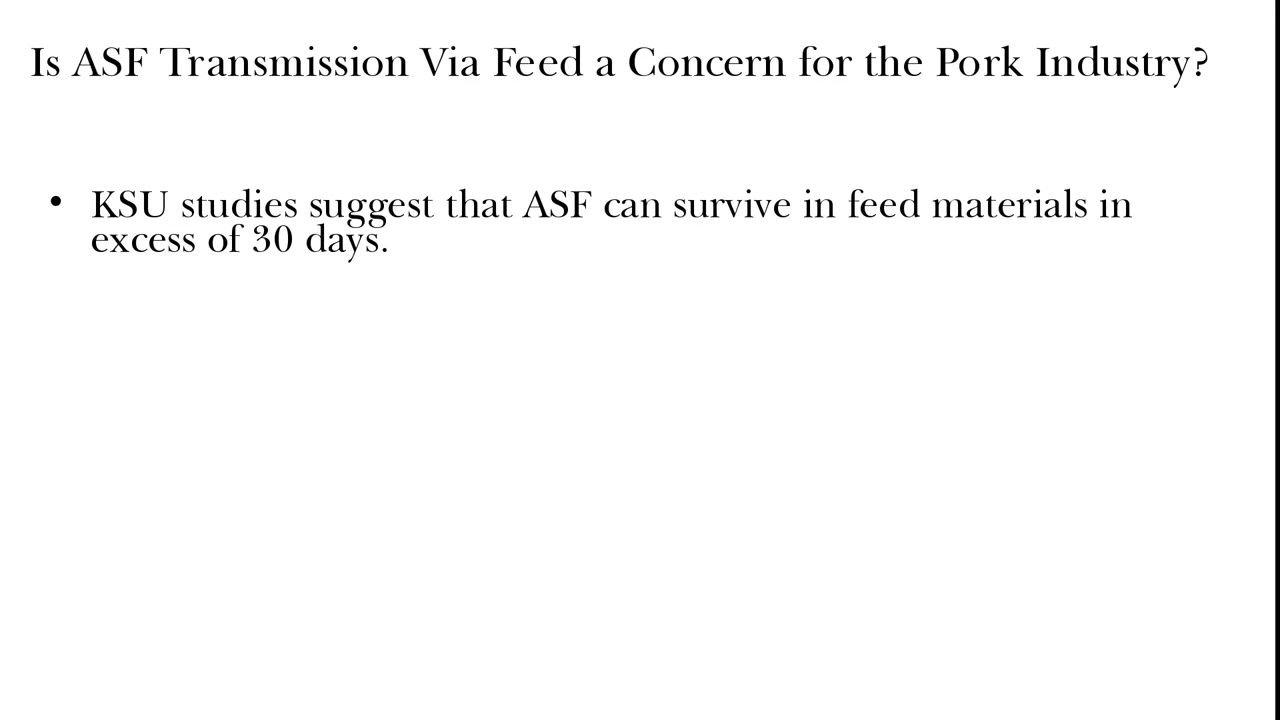 Is ASF Transmission Via Feed a Concern for the Pork Industry?
• KSU studies suggest that ASF can survive in feed materials in
excess of 30 days.